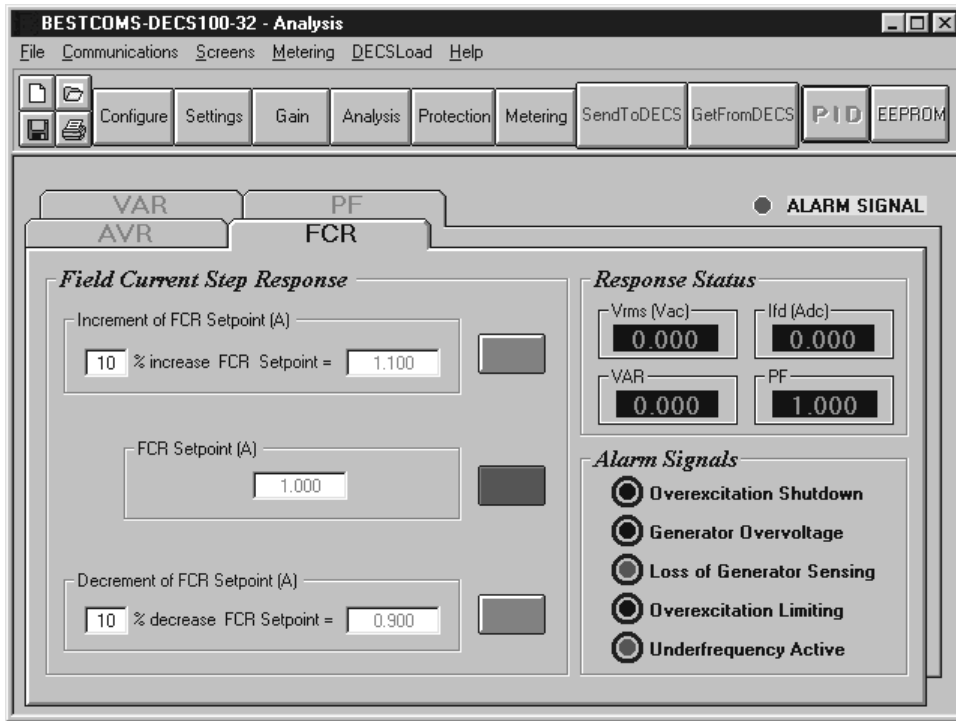 BESTCOMS-DECS100-32 - Analysis
File Communications Screens Metering DECSLoad Help
Configure Settings Gain Analysis Protection Metering SendToDECS GetFromDECS PID EEPROM
VAR PF
ALARM SIGNAL
AVR FCR
Field Current Step Response
Increment of FCR Setpoint (A)
10 % increase FCR Setpoint = 1.100
FCR Setpoint (A)
1.000
Decrement of FCR Setpoint (A)
10 % decrease FCR Setpoint = 0.900
Response Status
Vrms (Vac) Ifd (Adc)
0.000 0.000
VAR PF
0.000 1.000
Alarm Signals
Overexcitation Shutdown
Generator Overvoltage
Loss of Generator Sensing
Overexcitation Limiting
Underfrequency Active